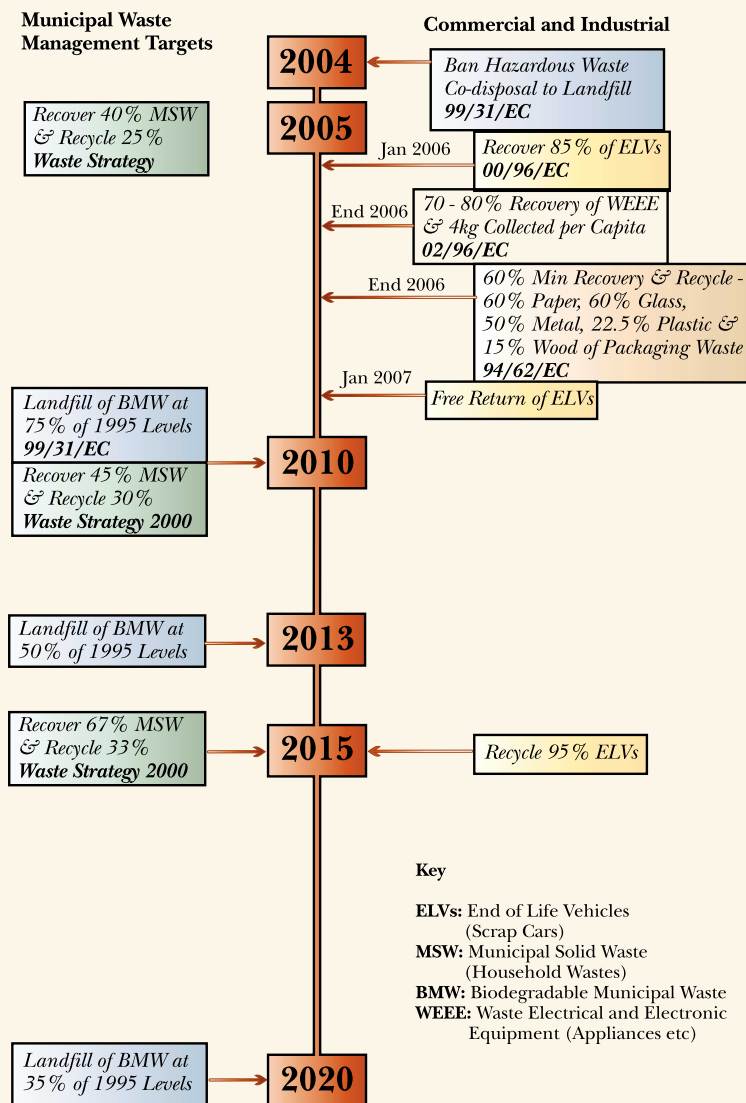 Municipal Waste
Management Targets
Commercial and Industrial
2004
Ban Hazardous Waste
Co-disposal to Landfill
99/31/EC
Recover 40% MSW
& Recycle 25%
Waste Strategy
2005
Jan 2006
Recover 85% of ELVs
00/96/EC
End 2006
70 - 80% Recovery of WEEE
& 4kg Collected per Capita
02/96/EC
End 2006
60% Min Recovery & Recycle -
60% Paper, 60% Glass,
50% Metal, 22.5% Plastic &
15% Wood of Packaging Waste
94/62/EC
Jan 2007
Free Return of ELVs
Landfill of BMW at
75% of 1995 Levels
99/31/EC
Recover 45% MSW
& Recycle 30%
Waste Strategy 2000
2010
Landfill of BMW at
50% of 1995 Levels
2013
Recover 67% MSW
& Recycle 33%
Waste Strategy 2000
2015
Recycle 95% ELVs
Key
ELVs: End of Life Vehicles
(Scrap Cars)
MSW: Municipal Solid Waste
(Household Wastes)
BMW: Biodegradable Municipal Waste
WEEE: Waste Electrical and Electronic
Equipment (Appliances etc)
Landfill of BMW at
35% of 1995 Levels
2020